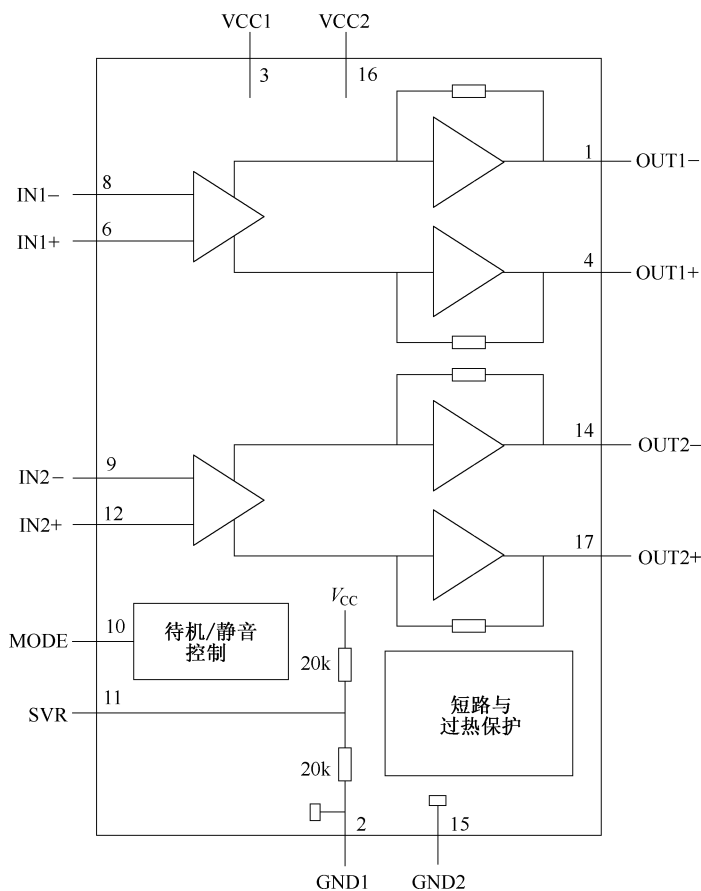 VCC1
VCC2
3
16
1
OUT1−
IN1−
8
IN1+
6
4
OUT1+
14
OUT2−
IN2−
9
IN2+
12
17
OUT2+
VCC
MODE
10
待机/静音
控制
20k
SVR
11
短路与
过热保护
20k
2
15
GND1
GND2